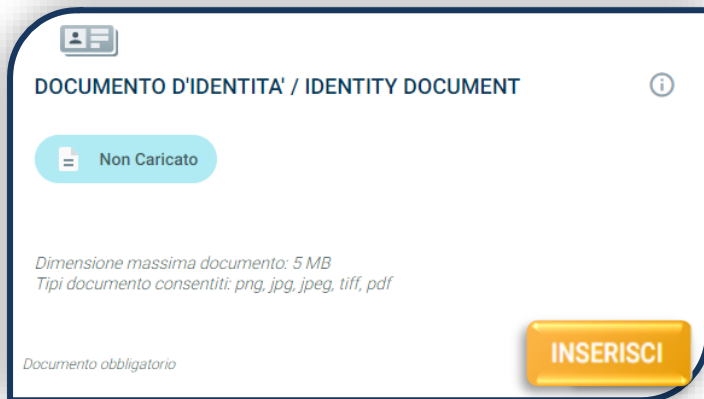 DOCUMENTO D'IDENTITA' / IDENTITY DOCUMENT
Non Caricato
Dimensione massima documento: 5 MB
Tipi documento consentiti: png, jpg, jpeg, tiff, pdf
Documento obbligatorio
INSERISCI